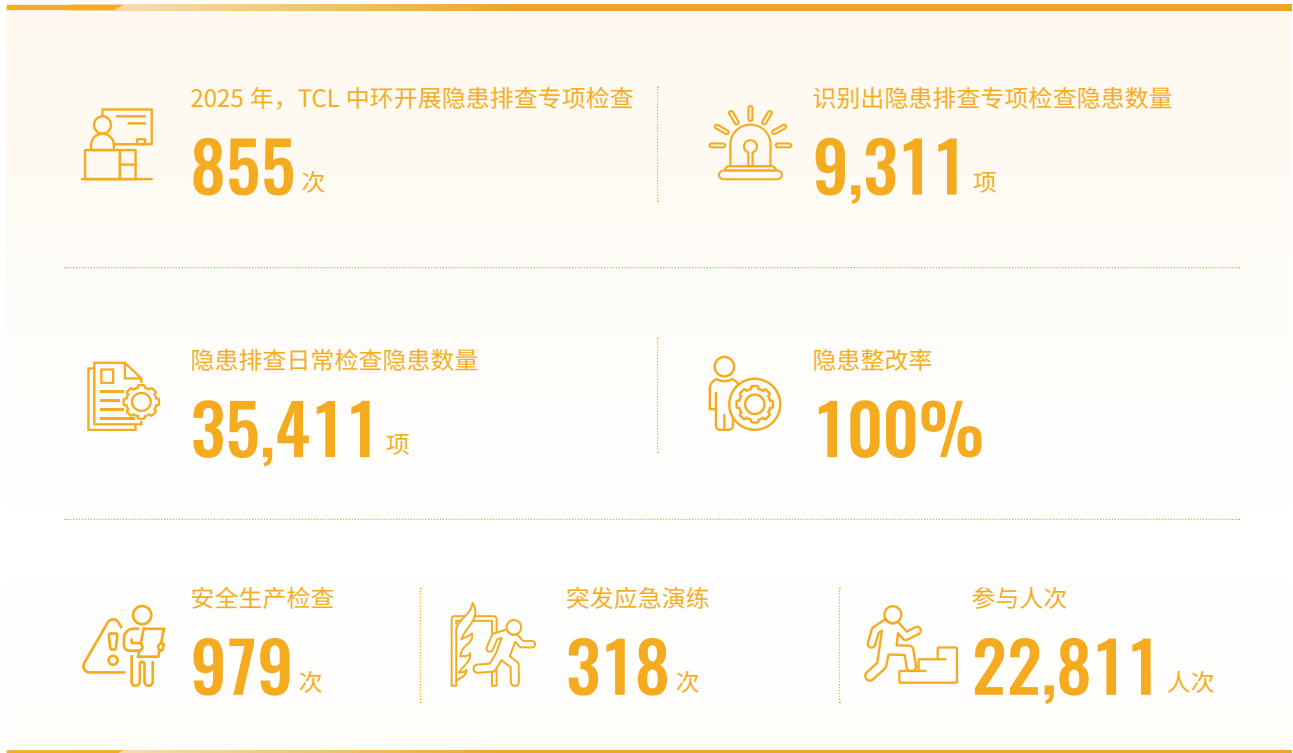 2025 年，TCL 中环开展隐患排查专项检查
855 次
识别出隐患排查专项检查隐患数量
9,311 项
隐患排查日常检查隐患数量
35,411 项
隐患整改率
100%
安全生产检查
979 次
突发应急演练
318 次
参与人次
22,811 人次